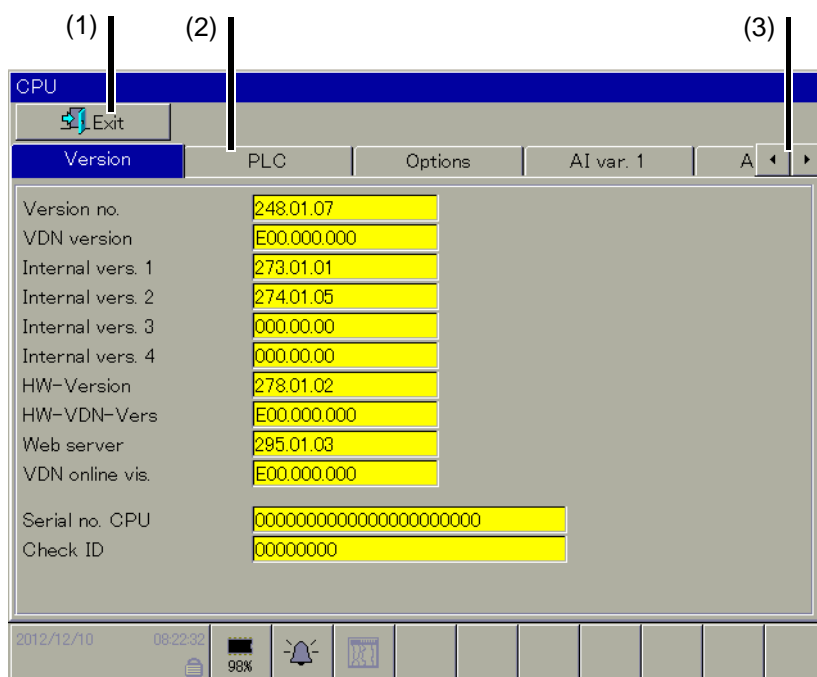 (1) (2) (3)
CPU
Exit
Version PLC Options AI var. 1 A
Version no. 248.01.07
VDN version E00.000.000
Internal vers. 1 273.01.01
Internal vers. 2 274.01.05
Internal vers. 3 000.00.00
Internal vers. 4 000.00.00
HW-Version 278.01.02
HW-VDN-Vers E00.000.000
Web server 295.01.03
VDN online vis. E00.000.000
Serial no. CPU 0000000000000000000000
Check ID 00000000
2012/12/10 08:22:32
98%